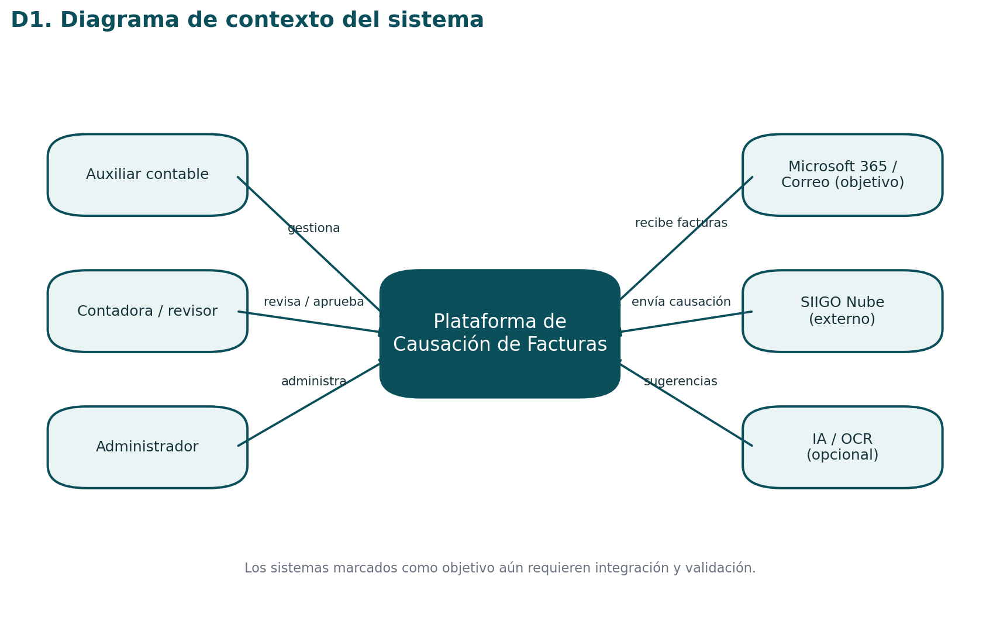 D1. Diagrama de contexto del sistema
Auxiliar contable
Microsoft 365 /
Correo (objetivo)
gestiona
recibe facturas
Contadora / revisor
revisa / aprueba
Plataforma de
Causación de Facturas
envía causación
SIIGO Nube
(externo)
administra
sugerencias
Administrador
IA / OCR
(opcional)
Los sistemas marcados como objetivo aún requieren integración y validación.